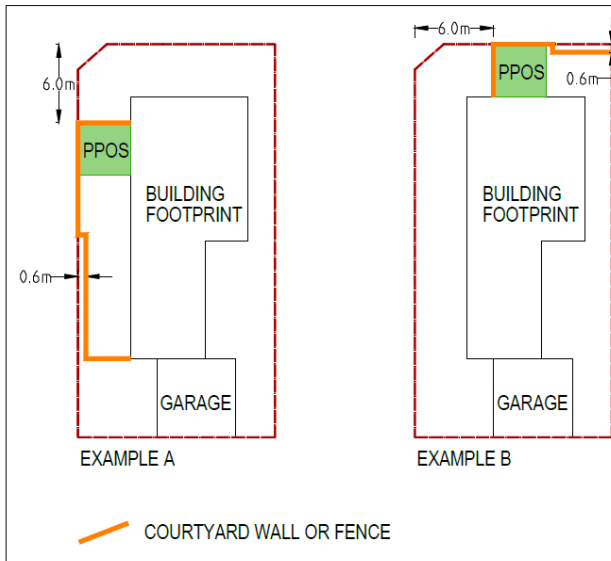 6.0m
PPOS
BUILDING
FOOTPRINT
0.6m
GARAGE
EXAMPLE A
6.0m
PPOS
0.6m
BUILDING
FOOTPRINT
GARAGE
EXAMPLE B
COURTYARD WALL OR FENCE